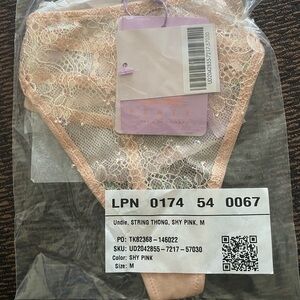 LPN 0174 54 0067
Undie, STRING THONG, SHY PINK, M
PO: TK82368-146022
SKU: UD2042855-7217-57030
Color: SHY PINK
Size: M